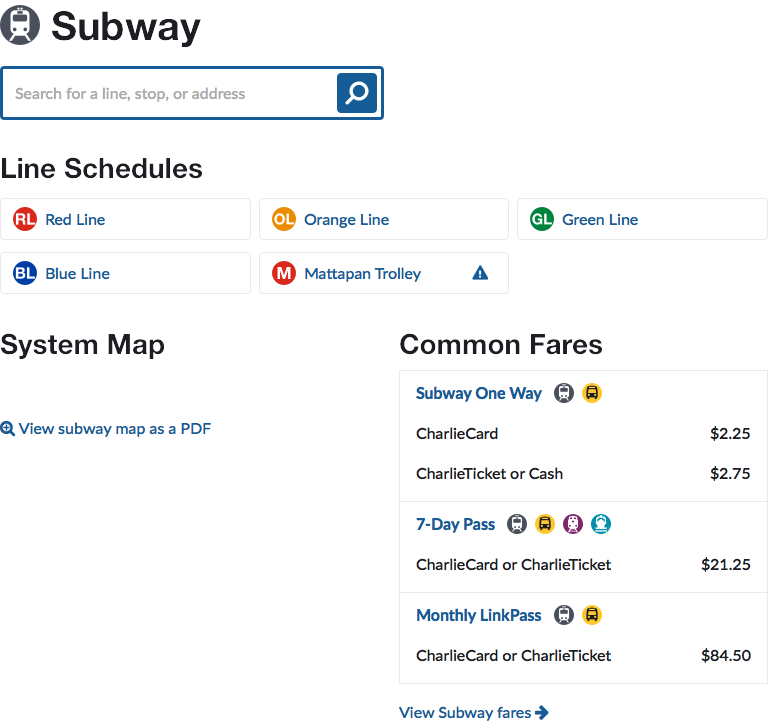 Subway
Search for a line, stop, or address
Line Schedules
RL Red Line
OL Orange Line
GL Green Line
BL Blue Line
M Mattapan Trolley
System Map
View subway map as a PDF
Common Fares
Subway One Way
CharlieCard $2.25
CharlieTicket or Cash $2.75
7-Day Pass
CharlieCard or CharlieTicket $21.25
Monthly LinkPass
CharlieCard or CharlieTicket $84.50
View Subway fares